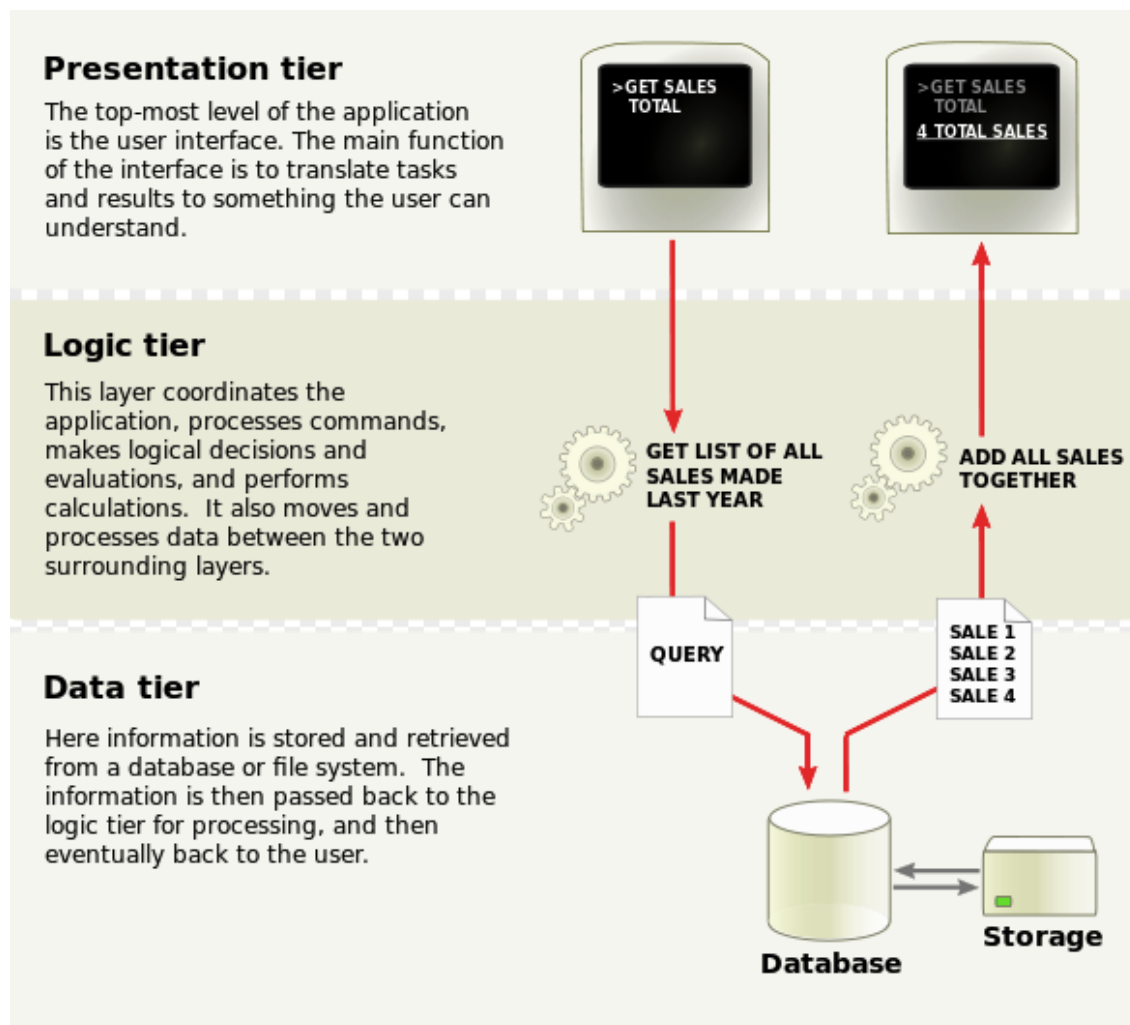 Presentation tier
The top-most level of the application
is the user interface. The main function
of the interface is to translate tasks
and results to something the user can
understand.
>GET SALES
TOTAL
>GET SALES
TOTAL
4 TOTAL SALES
Logic tier
This layer coordinates the
application, processes commands,
makes logical decisions and
evaluations, and performs
calculations.  It also moves and
processes data between the two
surrounding layers.
GET LIST OF ALL
SALES MADE
LAST YEAR
ADD ALL SALES
TOGETHER
Data tier
Here information is stored and retrieved
from a database or file system.  The
information is then passed back to the
logic tier for processing, and then
eventually back to the user.
QUERY
SALE 1
SALE 2
SALE 3
SALE 4
Database
Storage